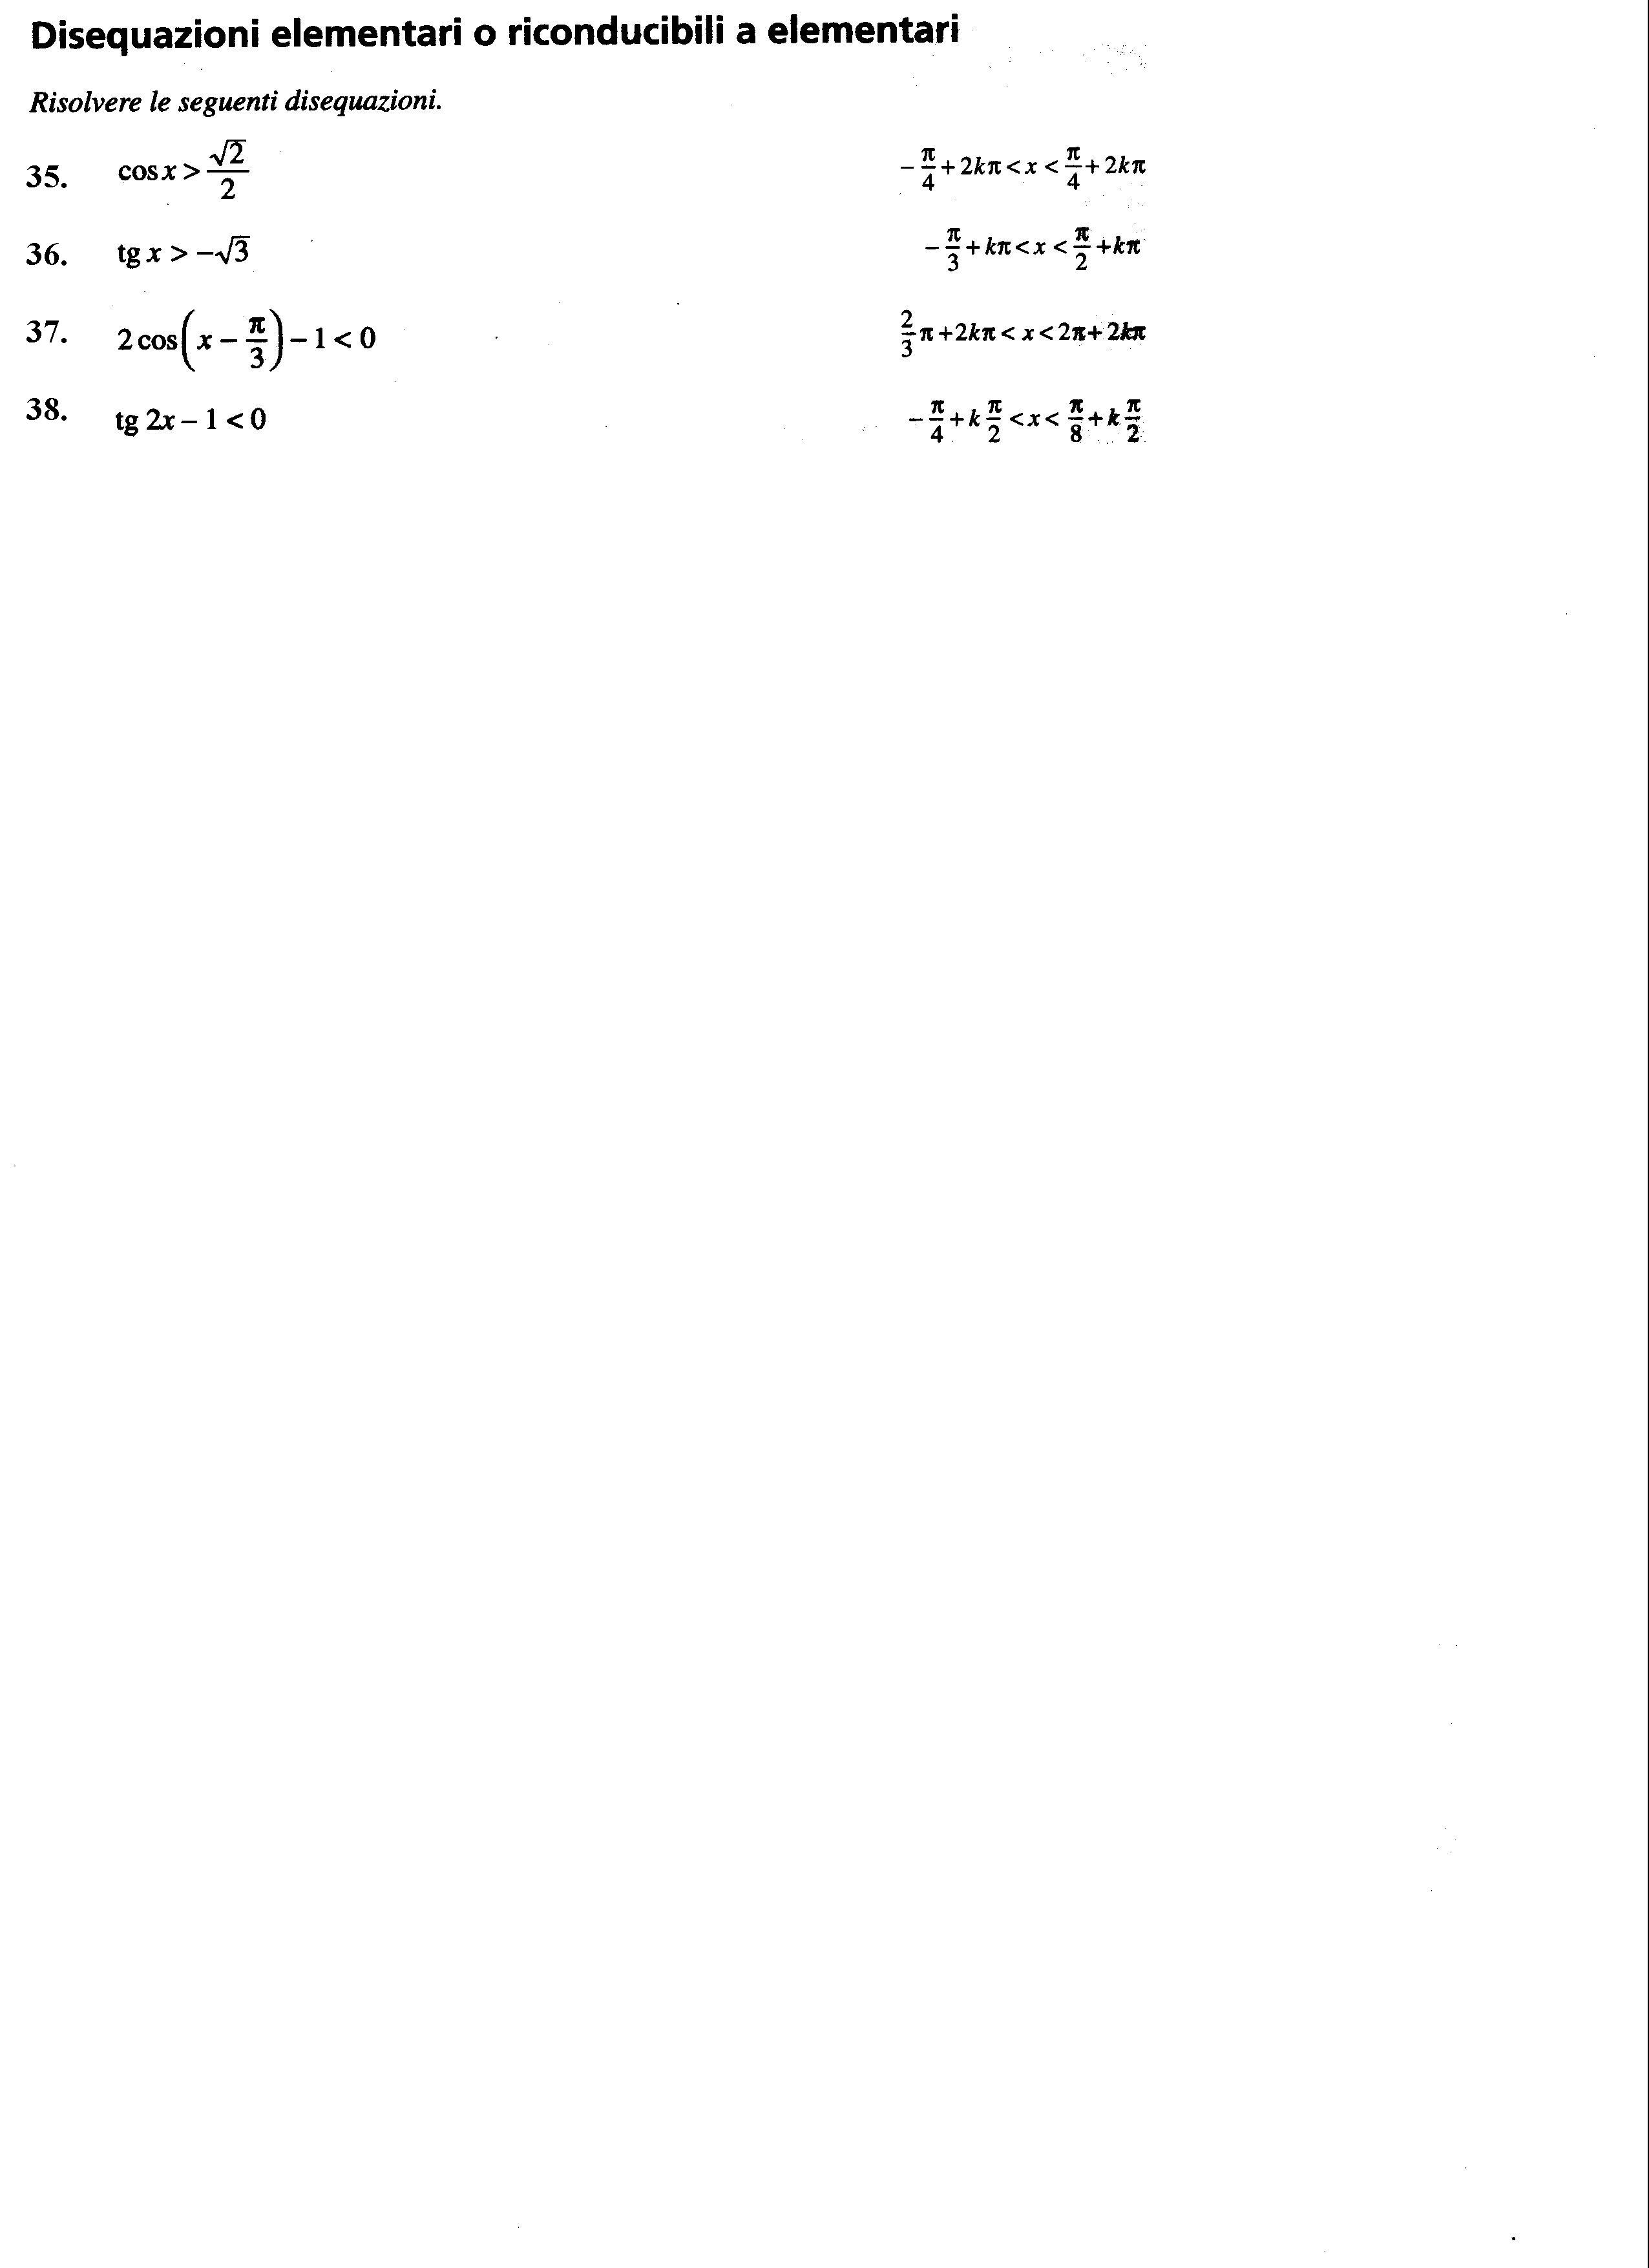 Disequazioni elementari o riconducibili a elementari
Risolvere le seguenti disequazioni.
35. cos x > √2/2 -π/4 + 2kπ < x < π/4 + 2kπ
36. tg x > -√3 -π/3 + kπ < x < π/2 + kπ
37. 2 cos(x - π/3) - 1 < 0 2/3 π + 2kπ < x < 2π + 2kπ
38. tg 2x - 1 < 0 -π/4 + k π/2 < x < π/8 + k π/2